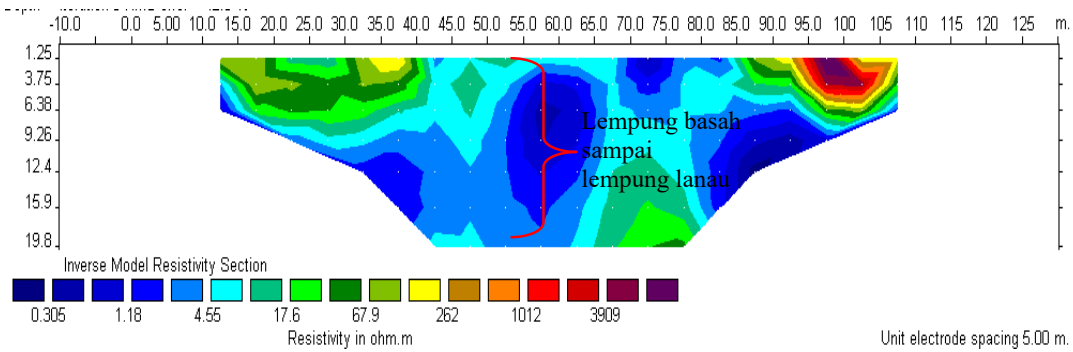 -10.0 0.0 5.0 10.0 15.0 20.0 25.0 30.0 35.0 40.0 45.0 50.0 55.0 60.0 65.0 70.0 75.0 80.0 85.0 90.0 95.0 100 105 110 115 120 125 m.
1.25
3.75
6.38
9.26
12.4
15.9
19.8
Lempung basah
sampai
lempung lanau
Inverse Model Resistivity Section
0.305 1.18 4.55 17.6 67.9 262 1012 3909
Resistivity in ohm.m
Unit electrode spacing 5.00 m.